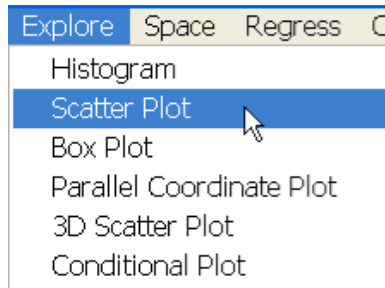 Explore Space Regress
Histogram
Scatter Plot
Box Plot
Parallel Coordinate Plot
3D Scatter Plot
Conditional Plot